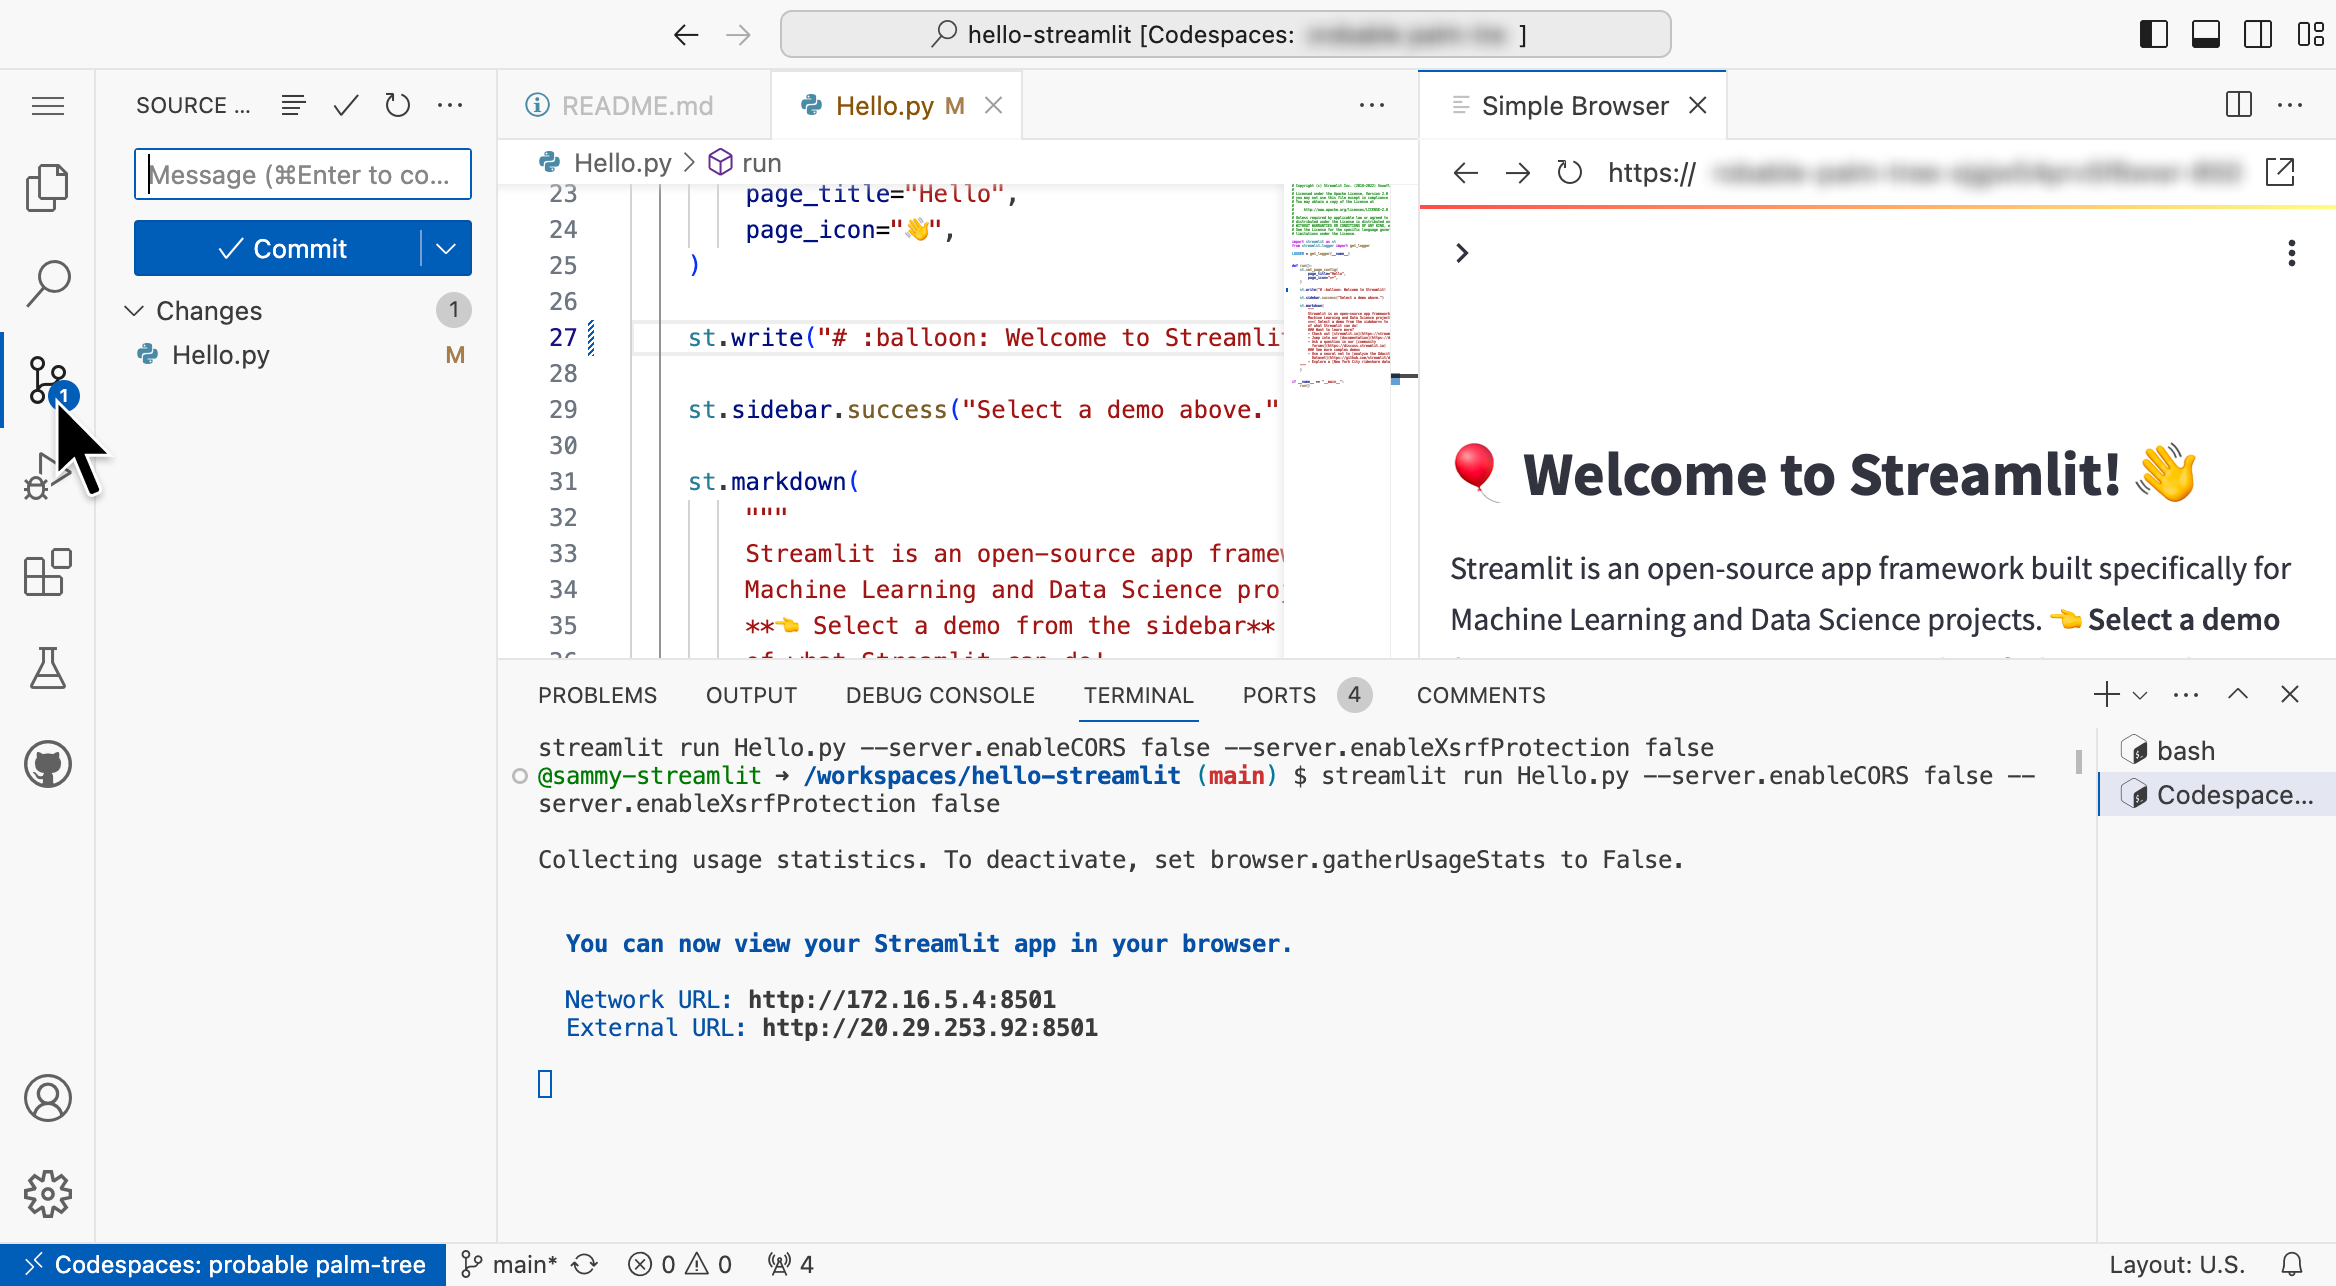 hello-streamlit [Codespaces: ]
SOURCE ...
Message (⌘Enter to co...
Commit
Changes 1
Hello.py M
README.md
Hello.py M
Hello.py > run
23 page_title="Hello",
24 page_icon="👋",
25 )
26
27 st.write("# :balloon: Welcome to Streamli
28
29 st.sidebar.success("Select a demo above."
30
31 st.markdown(
32 """
33 Streamlit is an open-source app frame
34 Machine Learning and Data Science pro
35 **👈 Select a demo from the sidebar**
Simple Browser
https://
🎈 Welcome to Streamlit! 👋
Streamlit is an open-source app framework built specifically for
Machine Learning and Data Science projects. 👈 Select a demo
PROBLEMS OUTPUT DEBUG CONSOLE TERMINAL PORTS 4 COMMENTS
streamlit run Hello.py --server.enableCORS false --server.enableXsrfProtection false
@sammy-streamlit ➜ /workspaces/hello-streamlit (main) $ streamlit run Hello.py --server.enableCORS false --
server.enableXsrfProtection false
Collecting usage statistics. To deactivate, set browser.gatherUsageStats to False.
You can now view your Streamlit app in your browser.
Network URL: http://172.16.5.4:8501
External URL: http://20.29.253.92:8501
bash
Codespace...
1
Codespaces: probable palm-tree
main* 0 0 4
Layout: U.S.